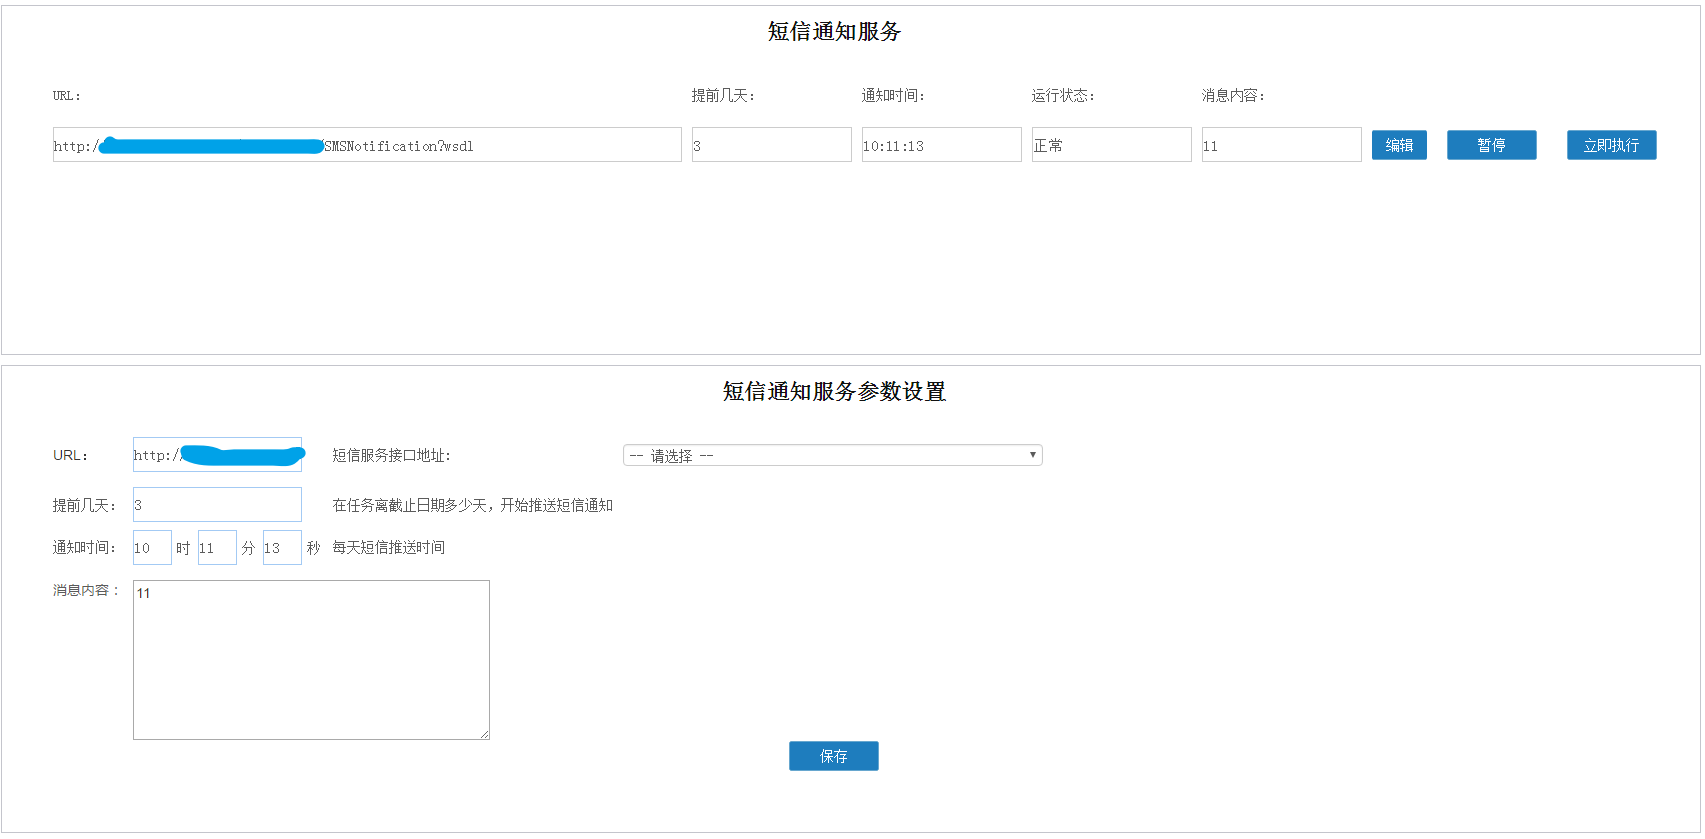 短信通知服务
URL: 提前几天: 通知时间: 运行状态: 消息内容:
http:/ /SMSNotification?wsdl 3 10:11:13 正常 11 编辑 暂停 立即执行
短信通知服务参数设置
URL: http:// 短信服务接口地址: -- 请选择 --
提前几天: 3 在任务离截止日期多少天，开始推送短信通知
通知时间: 10 时 11 分 13 秒 每天短信推送时间
消息内容: 11
保存